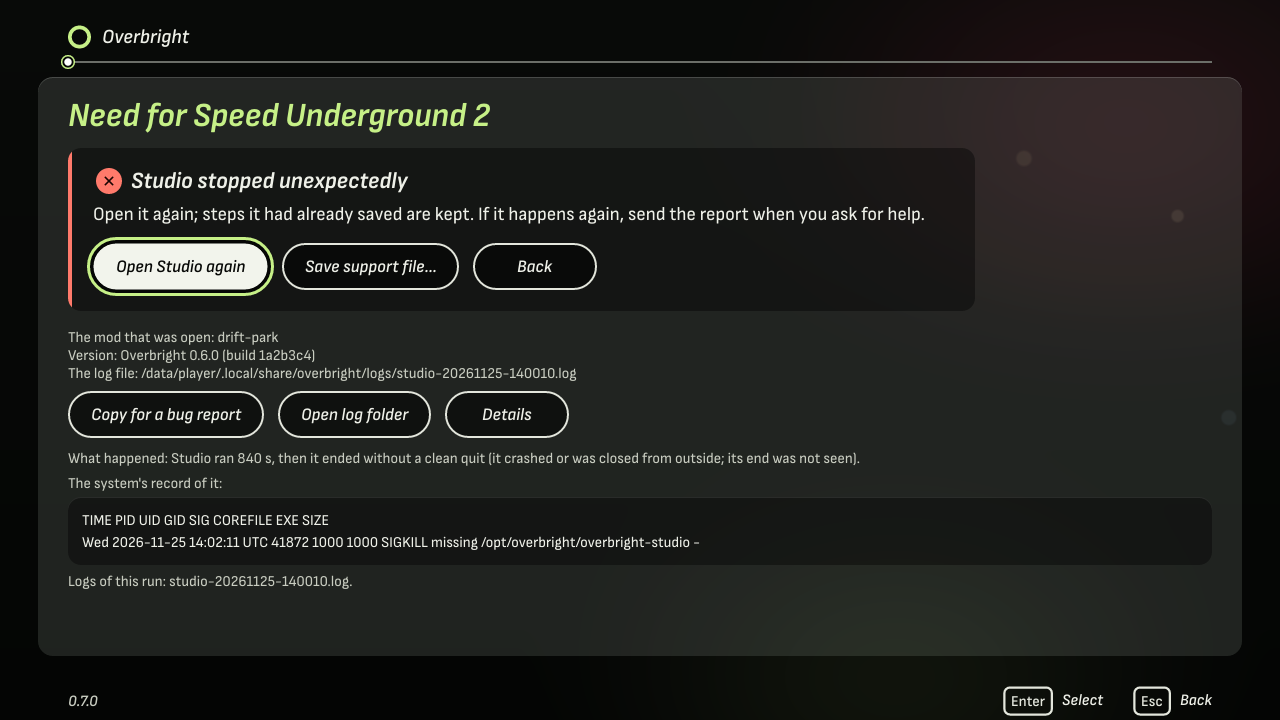 Overbright
Need for Speed Underground 2
Studio stopped unexpectedly
Open it again; steps it had already saved are kept. If it happens again, send the report when you ask for help.
Open Studio again
Save support file...
Back
The mod that was open: drift-park
Version: Overbright 0.6.0 (build 1a2b3c4)
The log file: /data/player/.local/share/overbright/logs/studio-20261125-140010.log
Copy for a bug report
Open log folder
Details
What happened: Studio ran 840 s, then it ended without a clean quit (it crashed or was closed from outside; its end was not seen).
The system's record of it:
TIME PID UID GID SIG COREFILE EXE SIZE
Wed 2026-11-25 14:02:11 UTC 41872 1000 1000 SIGKILL missing /opt/overbright/overbright-studio -
Logs of this run: studio-20261125-140010.log.
0.7.0
Enter Select
Esc Back